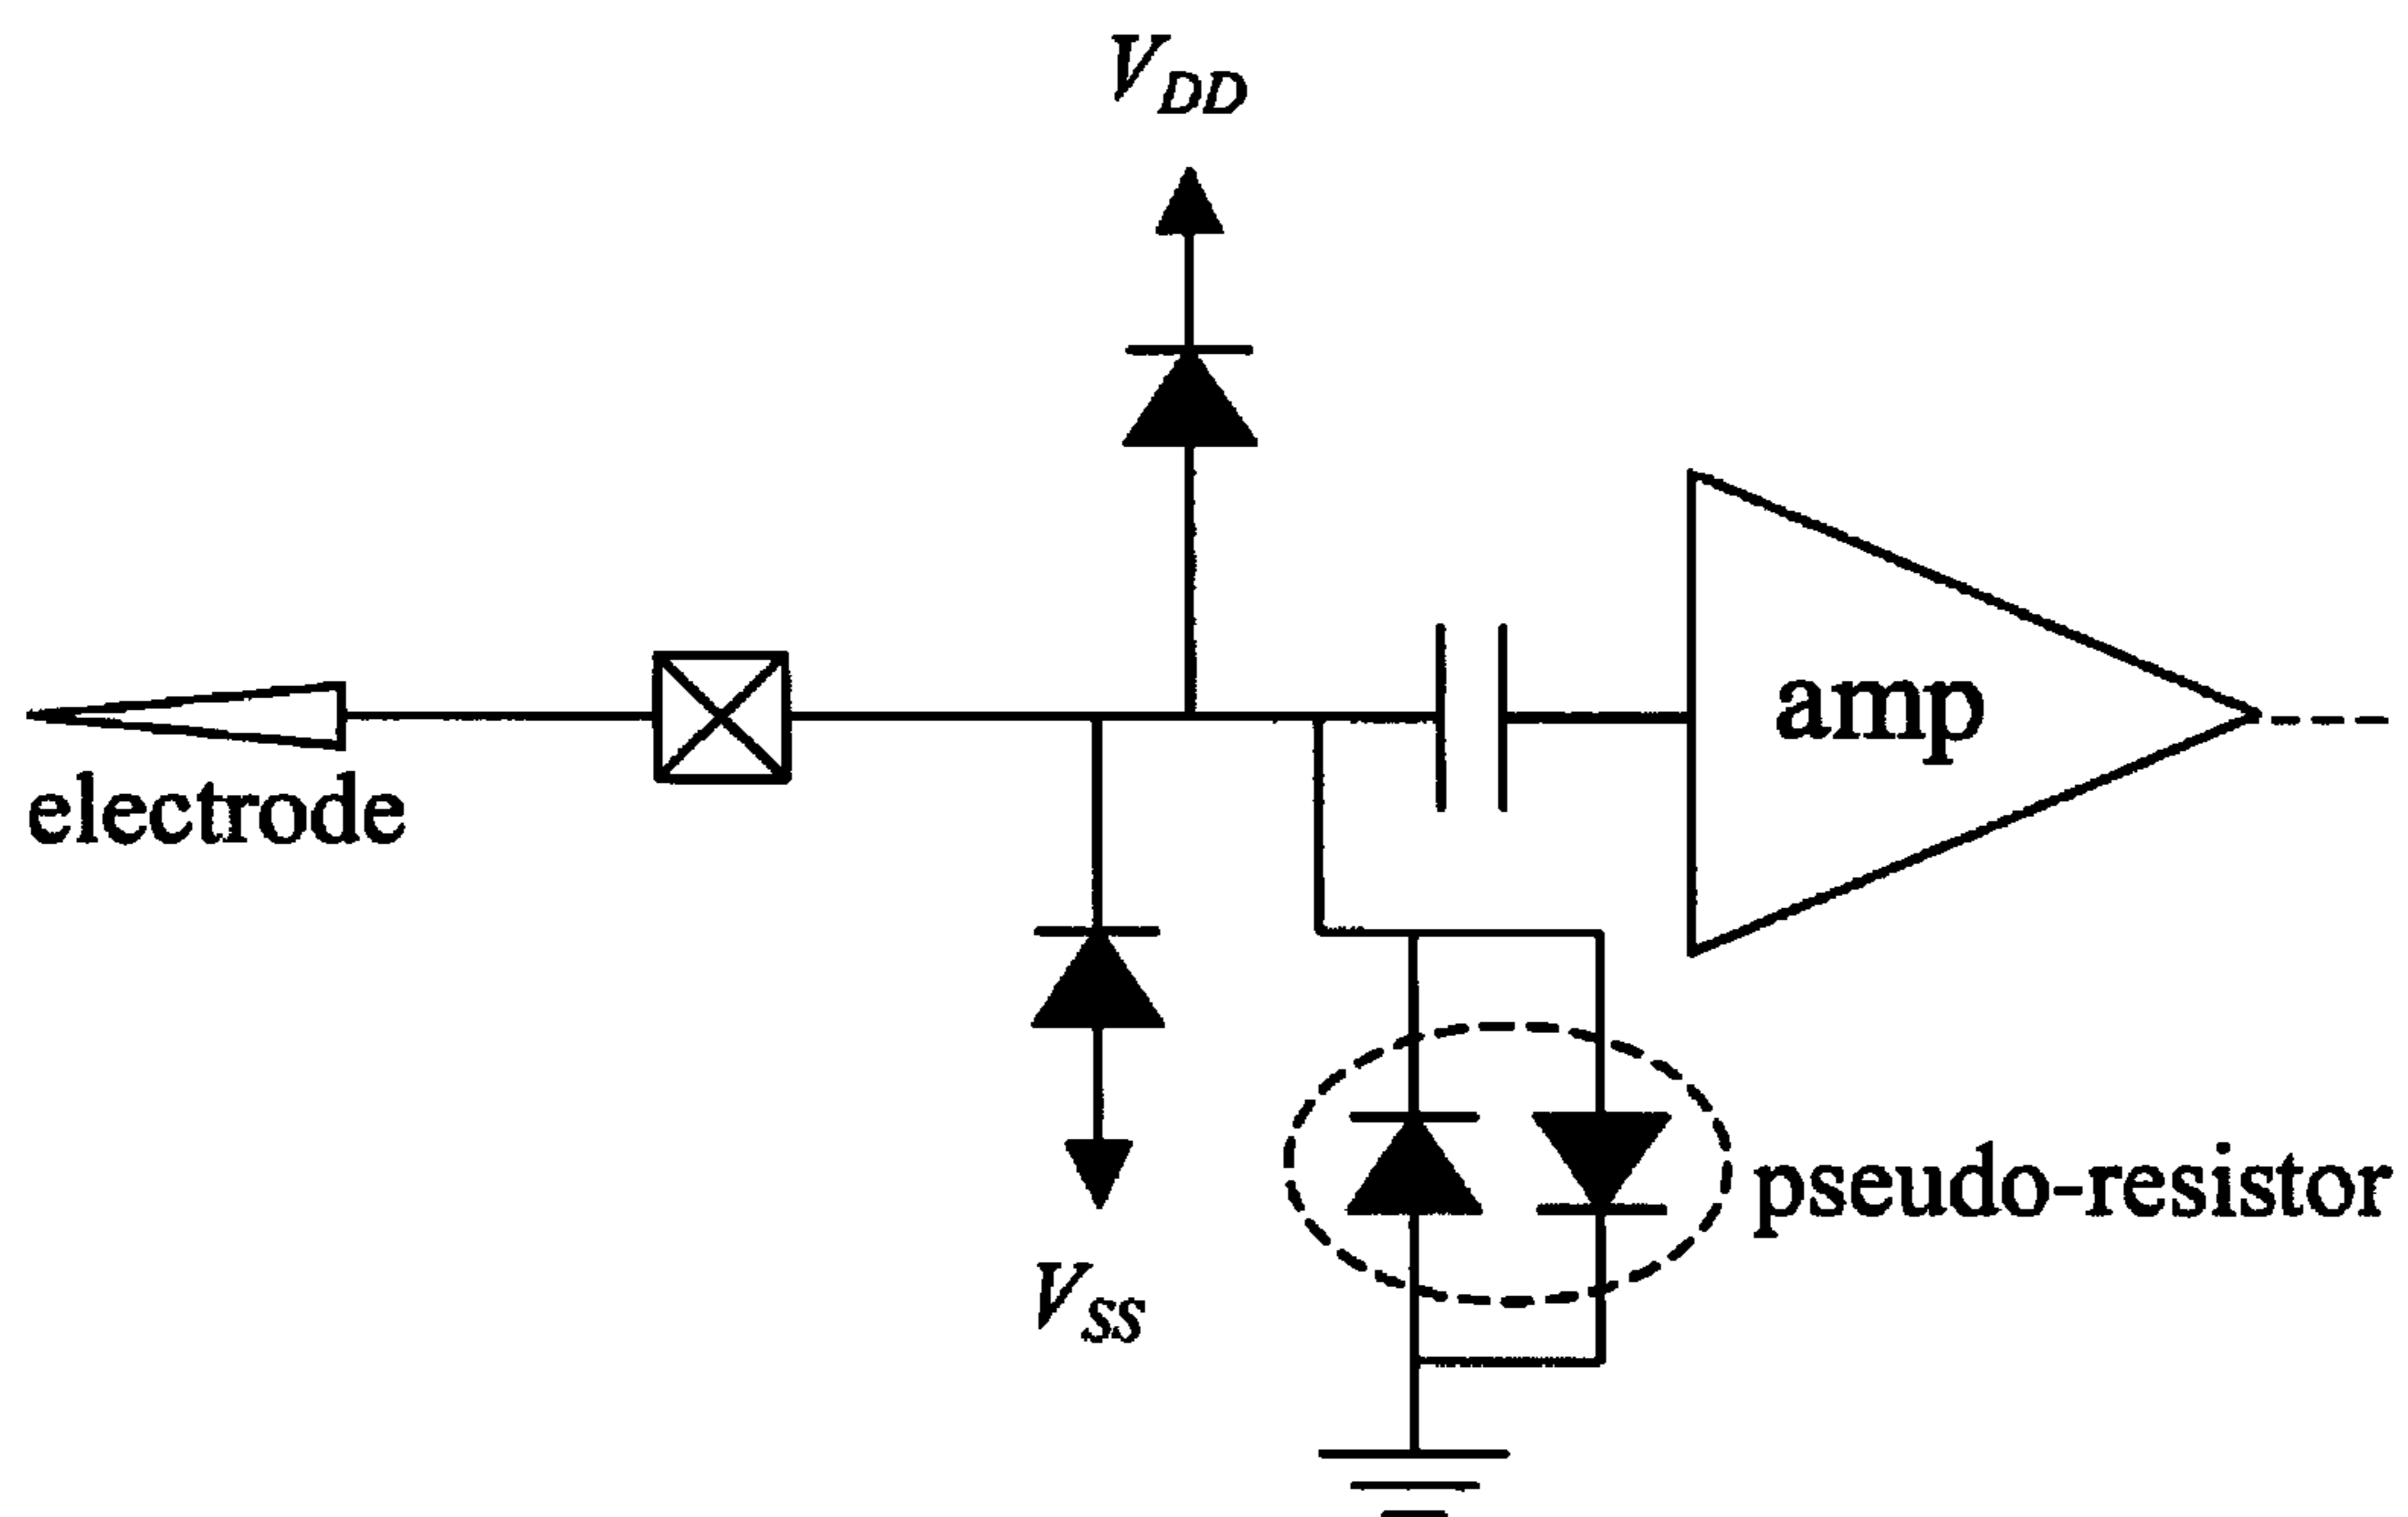 V_DD
electrode
amp
pseudo-resistor
V_SS